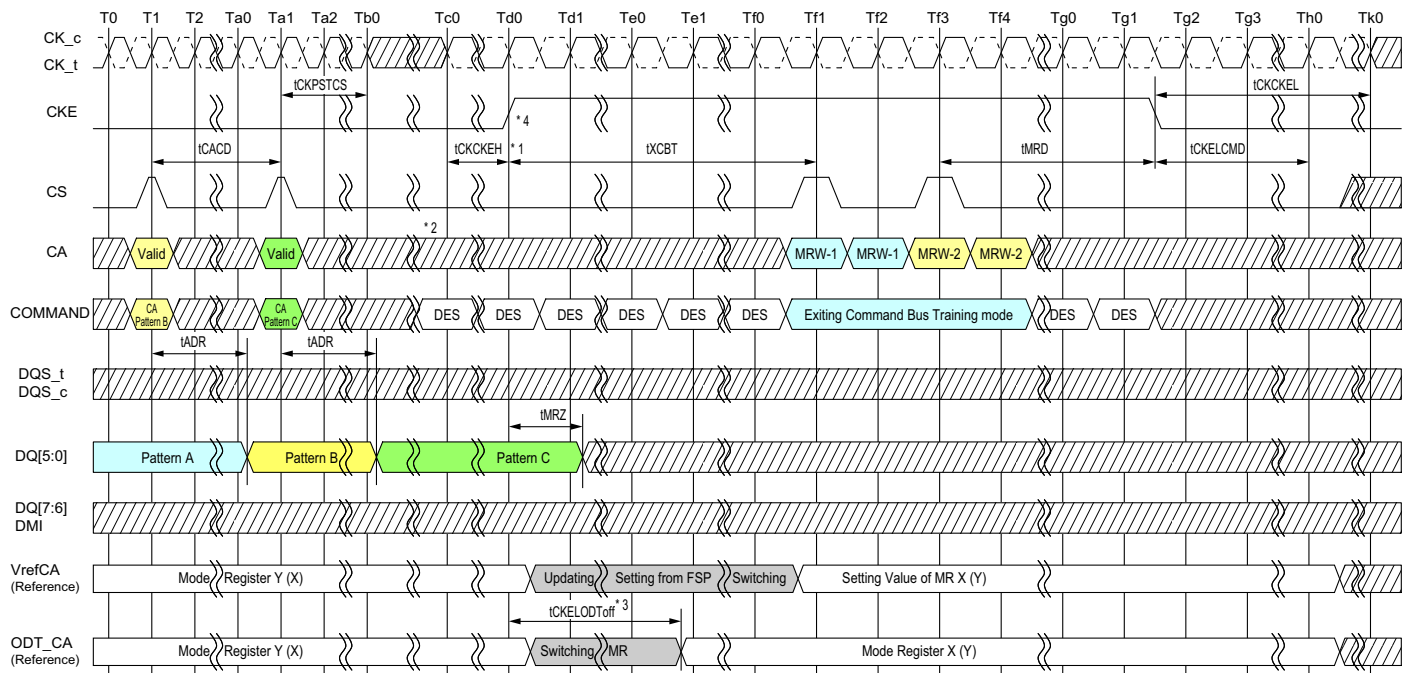 T0 T1 T2 Ta0 Ta1 Ta2 Tb0 Tc0 Td0 Td1 Te0 Te1 Tf0 Tf1 Tf2 Tf3 Tf4 Tg0 Tg1 Tg2 Tg3 Th0 Tk0
CK_c
CK_t
tCKPSTCS tCKCKEL
CKE
* 4
tCACD tCKCKEH * 1 tXCBT tMRD tCKELCMD
CS
* 2
CA Valid Valid MRW-1 MRW-1 MRW-2 MRW-2
COMMAND CA Pattern B CA Pattern C DES DES DES DES DES DES Exiting Command Bus Training mode DES DES
tADR tADR
DQS_t
DQS_c
tMRZ
DQ[5:0] Pattern A Pattern B Pattern C
DQ[7:6]
DMI
VrefCA
(Reference)
Mode Register Y (X) Updating Setting from FSP Switching Setting Value of MR X (Y)
tCKELODToff * 3
ODT_CA
(Reference)
Mode Register Y (X) Switching MR Mode Register X (Y)